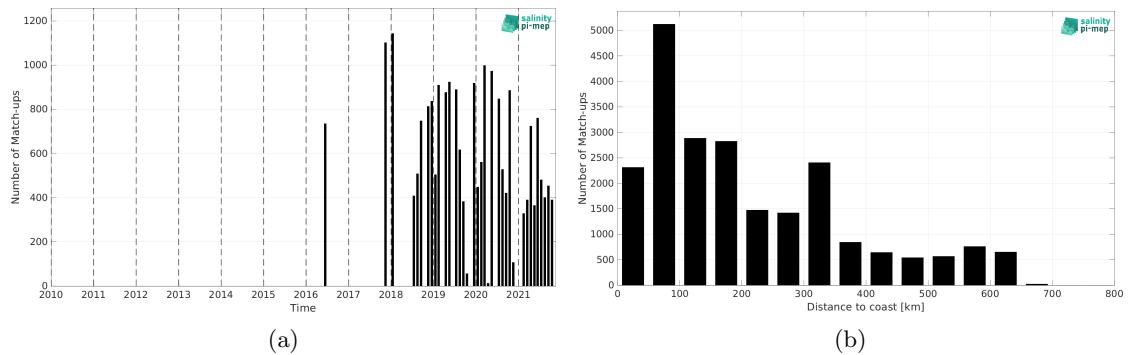 1200
1000
800
600
400
200
0
Number of Match-ups
2010 2011 2012 2013 2014 2015 2016 2017 2018 2019 2020 2021
Time
salinity
pi-mep
(a)
5000
4500
4000
3500
3000
2500
2000
1500
1000
500
0
Number of Match-ups
0 100 200 300 400 500 600 700 800
Distance to coast [km]
salinity
pi-mep
(b)